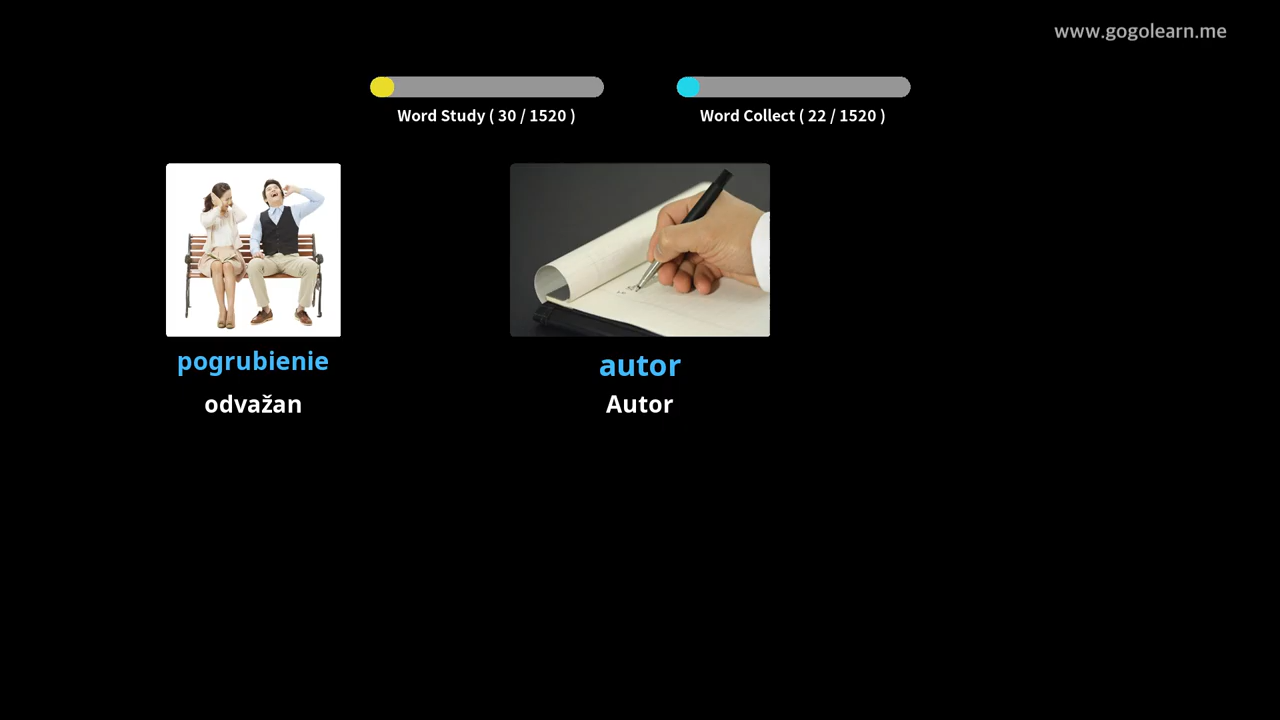 www.gogolearn.me
Word Study ( 30 / 1520 )
Word Collect ( 22 / 1520 )
pogrubienie
odvažan
autor
Autor